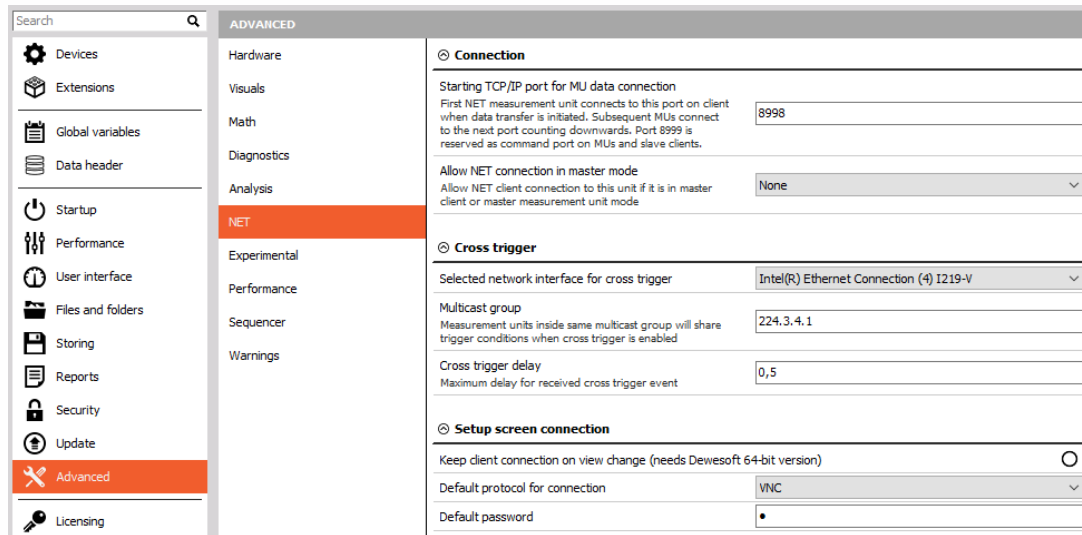 Search
Devices
Extensions
Global variables
Data header
Startup
Performance
User interface
Files and folders
Storing
Reports
Security
Update
Advanced
Licensing
ADVANCED
Hardware
Visuals
Math
Diagnostics
Analysis
NET
Experimental
Performance
Sequencer
Warnings
Connection
Starting TCP/IP port for MU data connection
First NET measurement unit connects to this port on client
when data transfer is initiated. Subsequent MUs connect
to the next port counting downwards. Port 8999 is
reserved as command port on MUs and slave clients.
8998
Allow NET connection in master mode
Allow NET client connection to this unit if it is in master
client or master measurement unit mode
None
Cross trigger
Selected network interface for cross trigger
Intel(R) Ethernet Connection (4) I219-V
Multicast group
Measurement units inside same multicast group will share
trigger conditions when cross trigger is enabled
224.3.4.1
Cross trigger delay
Maximum delay for received cross trigger event
0,5
Setup screen connection
Keep client connection on view change (needs Dewesoft 64-bit version)
Default protocol for connection
VNC
Default password
•